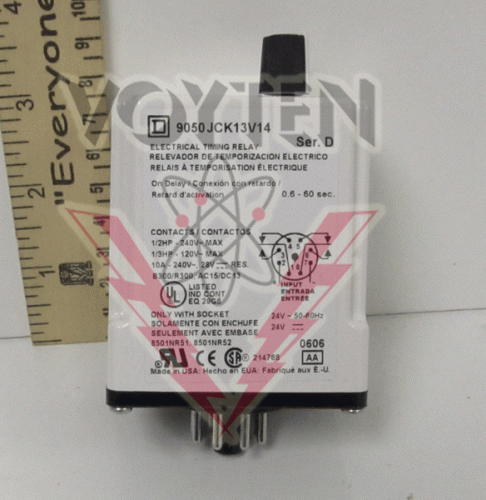 "Everyone
VOYTEN
9050JCK13V14
Ser. D
ELECTRICAL TIMING RELAY
RELEVADOR DE TEMPORIZACION ELECTRICO
RELAIS À TEMPORISATION ÉLECTRIQUE
On Delay / Conexión con retardo /
Retard d'activation
0.6 - 60 sec.
CONTACTS / CONTACTOS
1/2HP - 240V~ MAX
1/3HP - 120V~ MAX
10A - 240V~, 28V RES.
B300/R300, AC15/DC13
UL
LISTED
IND CONT
EQ
INPUT
ENTRADA
ENTRÉE
ONLY WITH SOCKET
SOLAMENTE CON ENCHUFE
SEULEMENT AVEC EMBASE
8501NR51, 8501NR52
24V ~ 50-60Hz
24V
0606
AA
CE
SA
214768
Made in USA: Hecho en EUA: Fabriqué aux É.-U.